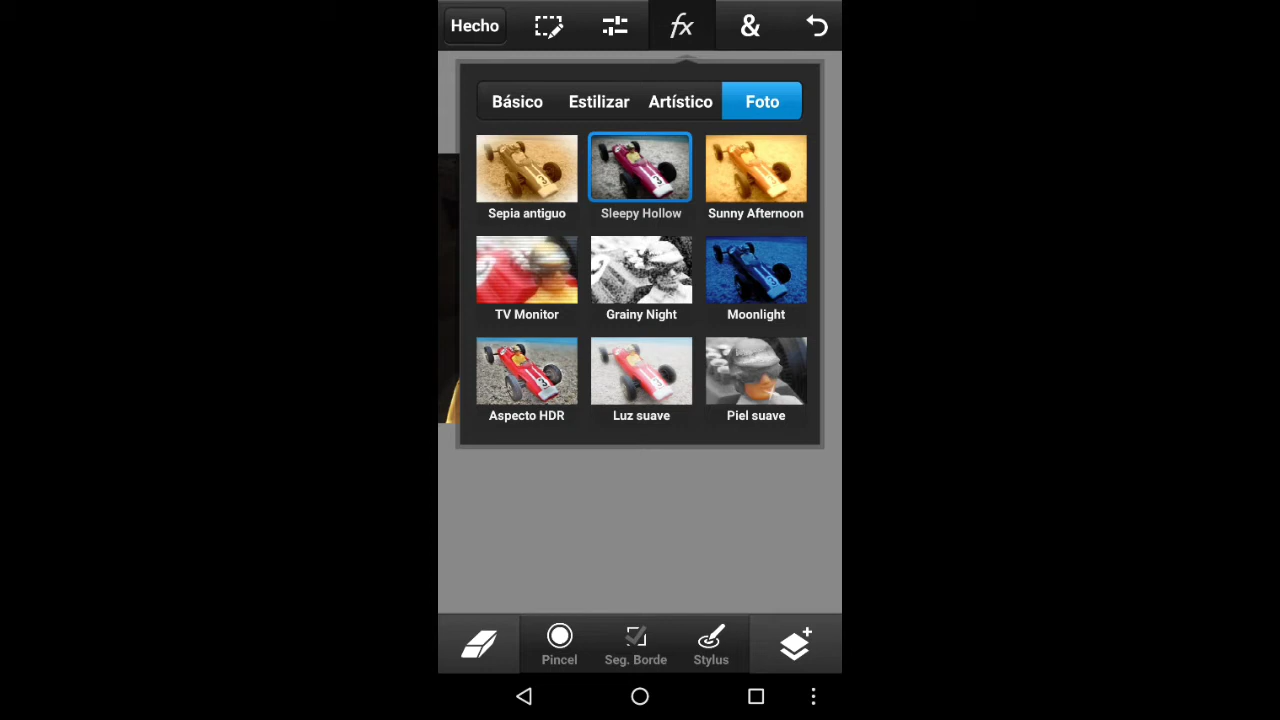 Hecho fx &
Básico Estilizar Artístico Foto
Sepia antiguo Sleepy Hollow Sunny Afternoon
TV Monitor Grainy Night Moonlight
Aspecto HDR Luz suave Piel suave
Pincel Seg. Borde Stylus